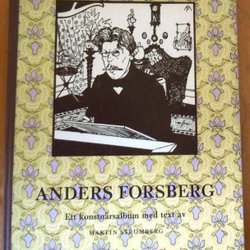 ANDERS FORSBERG
Ett konstnärsalbum med text av
MARTIN STRÖMBERG